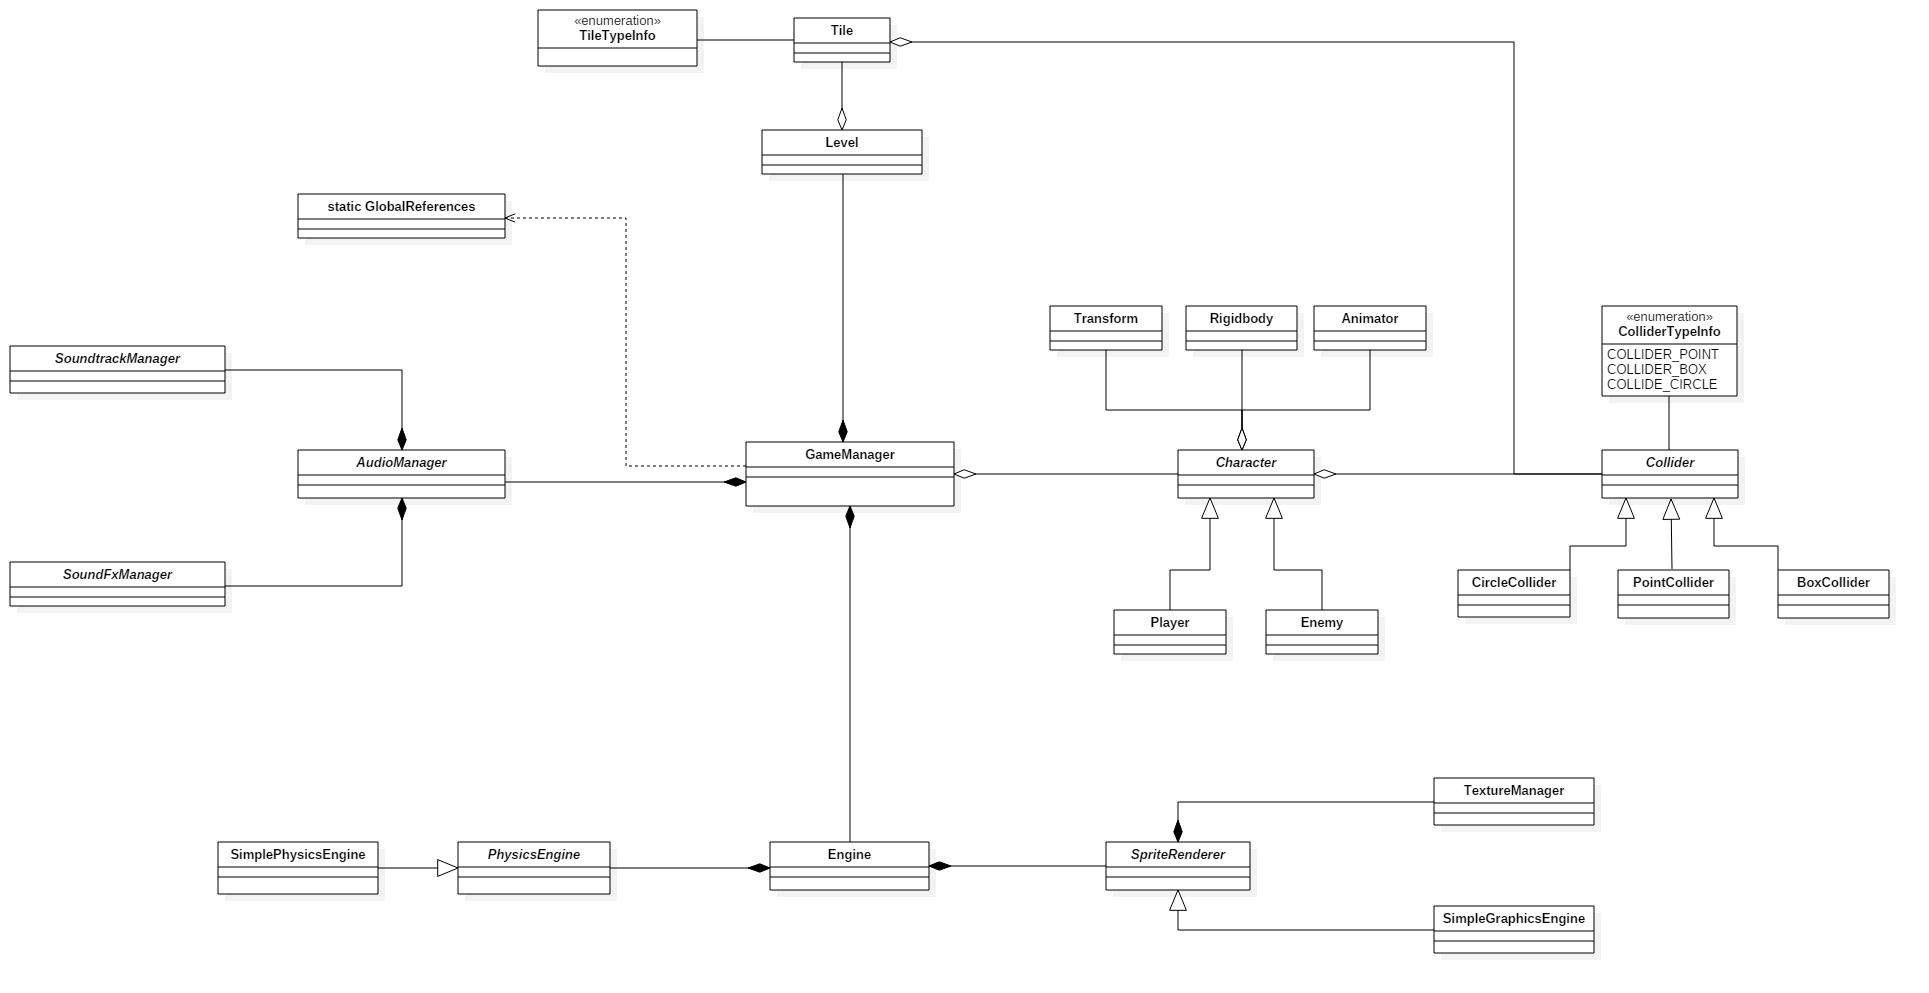 «enumeration»
TileTypeInfo
Tile
Level
static GlobalReferences
Transform
Rigidbody
Animator
«enumeration»
ColliderTypeInfo
COLLIDER_POINT
COLLIDER_BOX
COLLIDE_CIRCLE
SoundtrackManager
AudioManager
GameManager
Character
Collider
SoundFxManager
CircleCollider
PointCollider
BoxCollider
Player
Enemy
TextureManager
SimplePhysicsEngine
PhysicsEngine
Engine
SpriteRenderer
SimpleGraphicsEngine